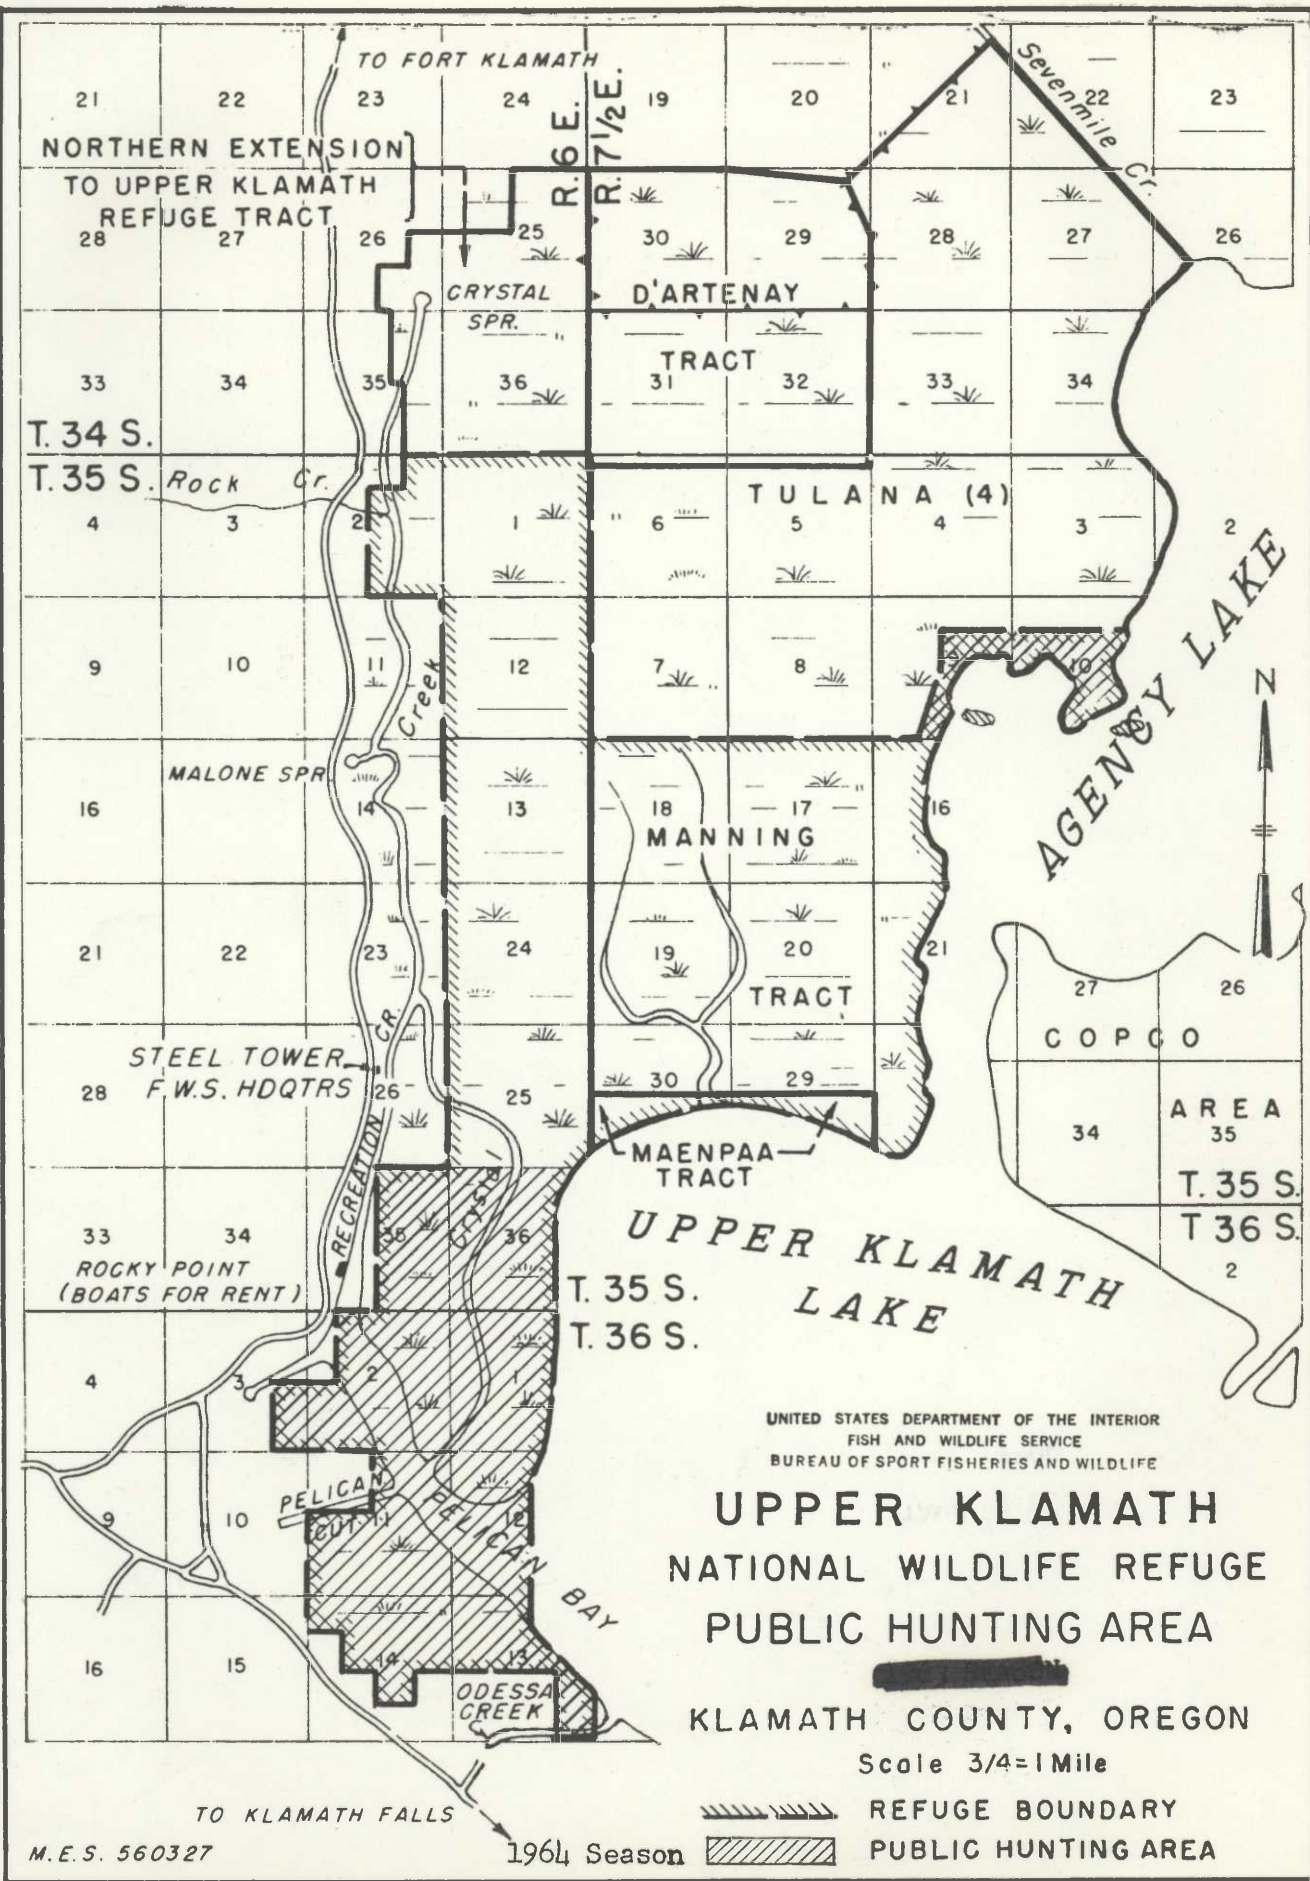 TO FORT KLAMATH
Sevenmile Cr.
21 22 23 24 19 20 21 22 23
R. 6 E.
R. 7 1/2 E.
NORTHERN EXTENSION
TO UPPER KLAMATH
REFUGE TRACT
28 27 26 25 30 29 28 27 26
CRYSTAL
SPR.
D'ARTENAY
TRACT
33 34 35 36 31 32 33 34
T. 34 S.
T. 35 S.
Rock Cr.
TULANA (4)
4 3 2 1 6 5 4 3 2
AGENCY LAKE
9 10 11 12 7 8 10
Creek
N
MALONE SPR.
16 14 13 18 17 16
MANNING
21 22 23 24 19 20 21
TRACT
27 26
COPCO
CR.
STEEL TOWER
F.W.S. HDQTRS
28 26 25 30 29
AREA
34 35
MAENPAA
TRACT
RECREATION
Crystal
T. 35 S.
T 36 S.
UPPER KLAMATH
LAKE
33 34 35 36 2
ROCKY POINT
(BOATS FOR RENT)
T. 35 S.
T. 36 S.
4 3 2 1
UNITED STATES DEPARTMENT OF THE INTERIOR
FISH AND WILDLIFE SERVICE
BUREAU OF SPORT FISHERIES AND WILDLIFE
PELICAN
CUT
PELICAN BAY
9 10 11 12
UPPER KLAMATH
NATIONAL WILDLIFE REFUGE
PUBLIC HUNTING AREA
16 15 14 13
ODESSA
CREEK
KLAMATH COUNTY, OREGON
Scale 3/4=1 Mile
TO KLAMATH FALLS
REFUGE BOUNDARY
M.E.S. 560327
1964 Season
PUBLIC HUNTING AREA